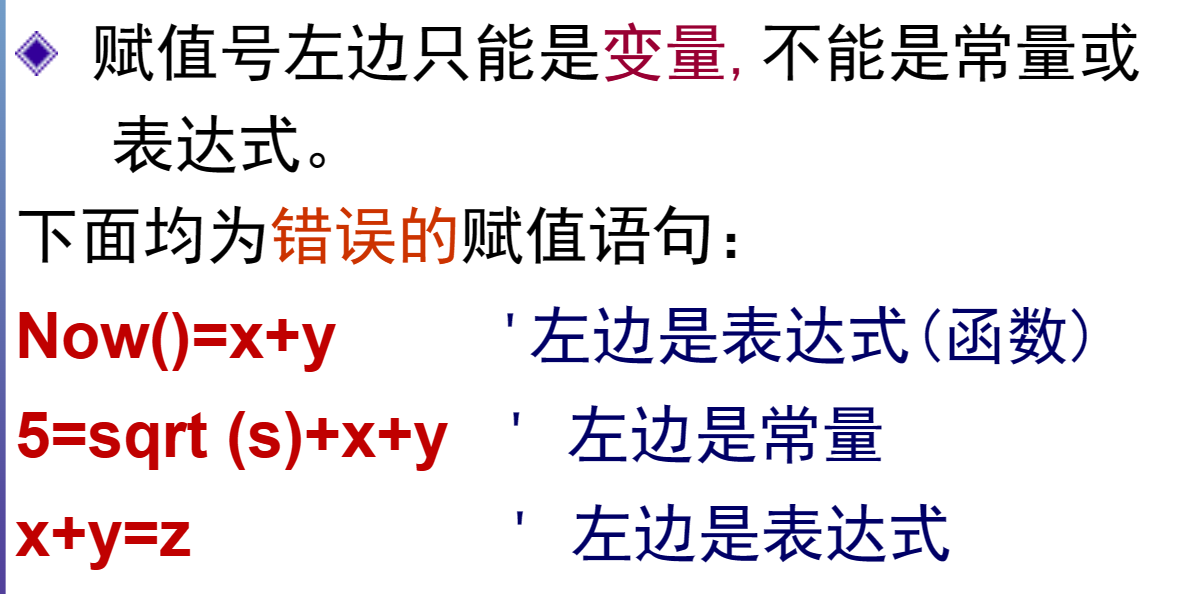 赋值号左边只能是变量,不能是常量或
表达式。
下面均为错误的赋值语句：
Now()=x+y '左边是表达式(函数)
5=sqrt (s)+x+y ' 左边是常量
x+y=z ' 左边是表达式